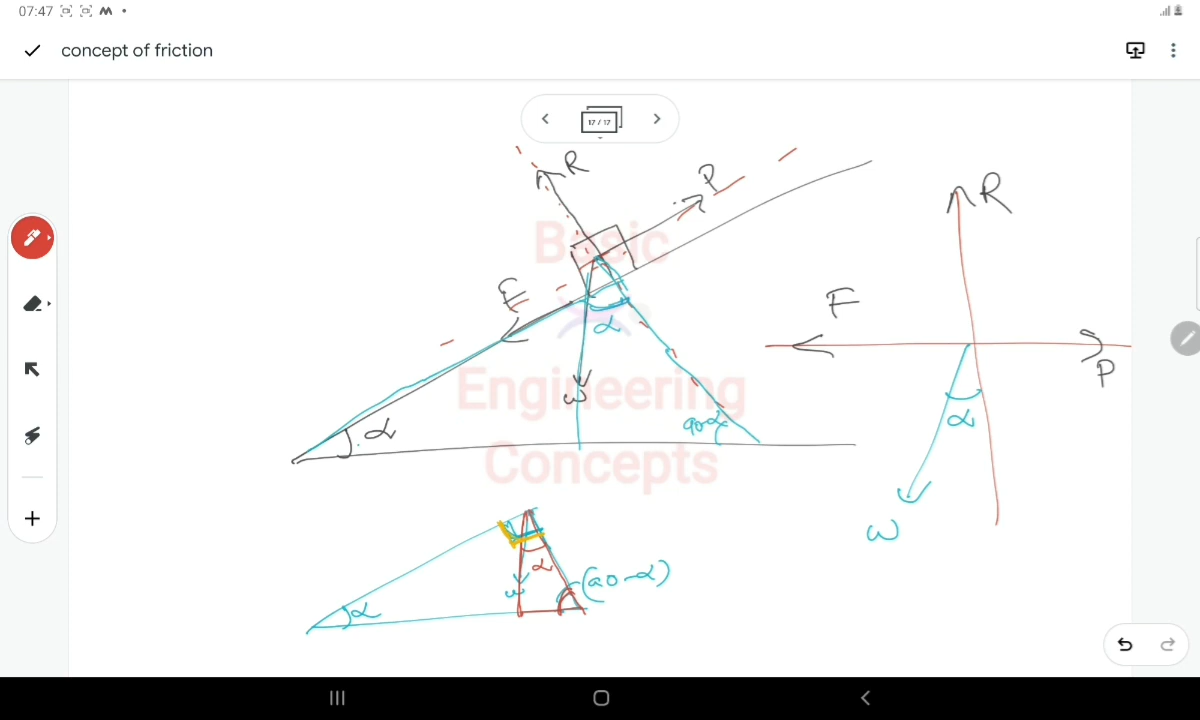 07:47
concept of friction
17 / 17
R
P
R
Basic
F
F
α
P
W
α
α
90-α
Engineering
Concepts
W
α
(90-α)
W
α